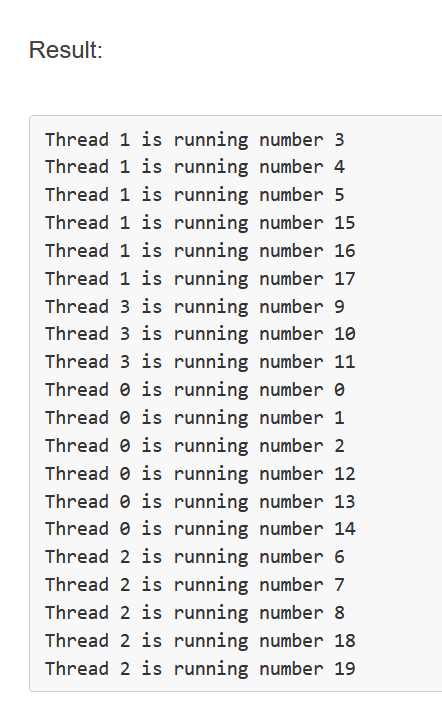 Result:
Thread 1 is running number 3
Thread 1 is running number 4
Thread 1 is running number 5
Thread 1 is running number 15
Thread 1 is running number 16
Thread 1 is running number 17
Thread 3 is running number 9
Thread 3 is running number 10
Thread 3 is running number 11
Thread 0 is running number 0
Thread 0 is running number 1
Thread 0 is running number 2
Thread 0 is running number 12
Thread 0 is running number 13
Thread 0 is running number 14
Thread 2 is running number 6
Thread 2 is running number 7
Thread 2 is running number 8
Thread 2 is running number 18
Thread 2 is running number 19